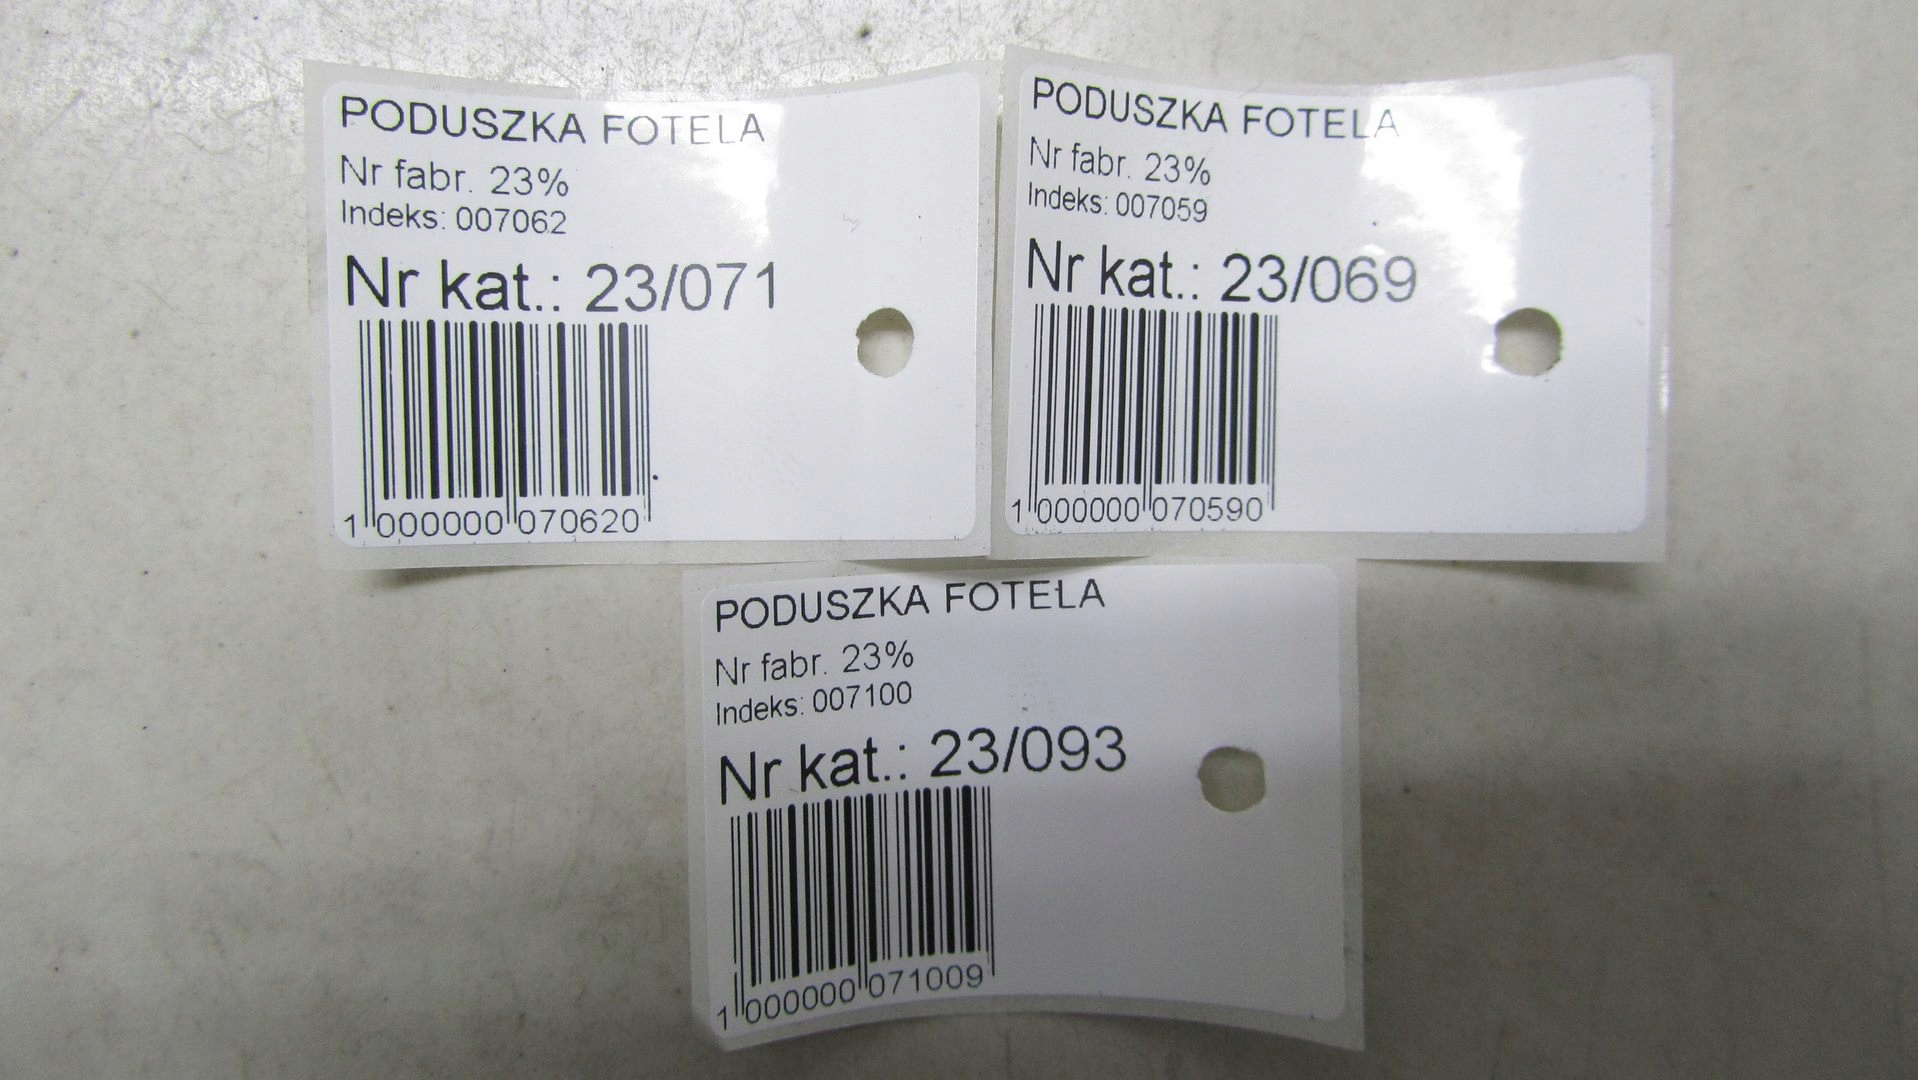 PODUSZKA FOTELA
Nr fabr. 23%
Indeks: 007062
Nr kat.: 23/071
1 000000 070620
PODUSZKA FOTELA
Nr fabr. 23%
Indeks: 007059
Nr kat.: 23/069
1 000000 070590
PODUSZKA FOTELA
Nr fabr. 23%
Indeks: 007100
Nr kat.: 23/093
1 000000 071009